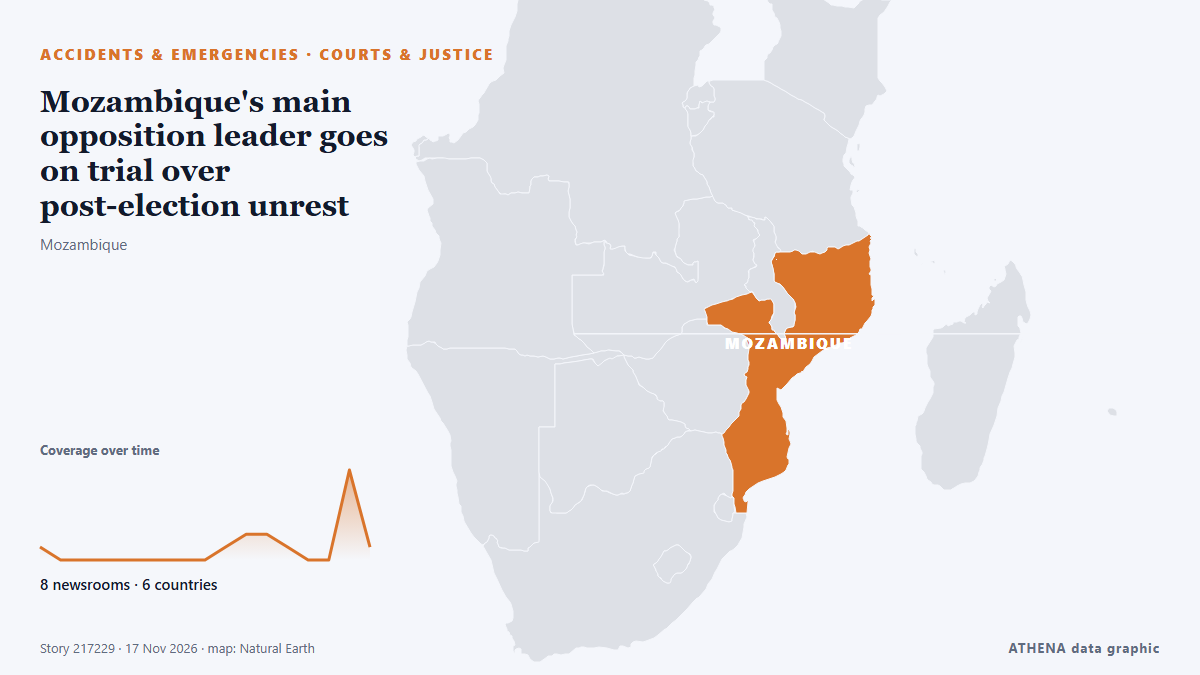 ACCIDENTS & EMERGENCIES · COURTS & JUSTICE
Mozambique's main
opposition leader goes
on trial over
post-election unrest
Mozambique
MOZAMBIQUE
Coverage over time
8 newsrooms · 6 countries
Story 217229 · 17 Nov 2026 · map: Natural Earth
ATHENA data graphic